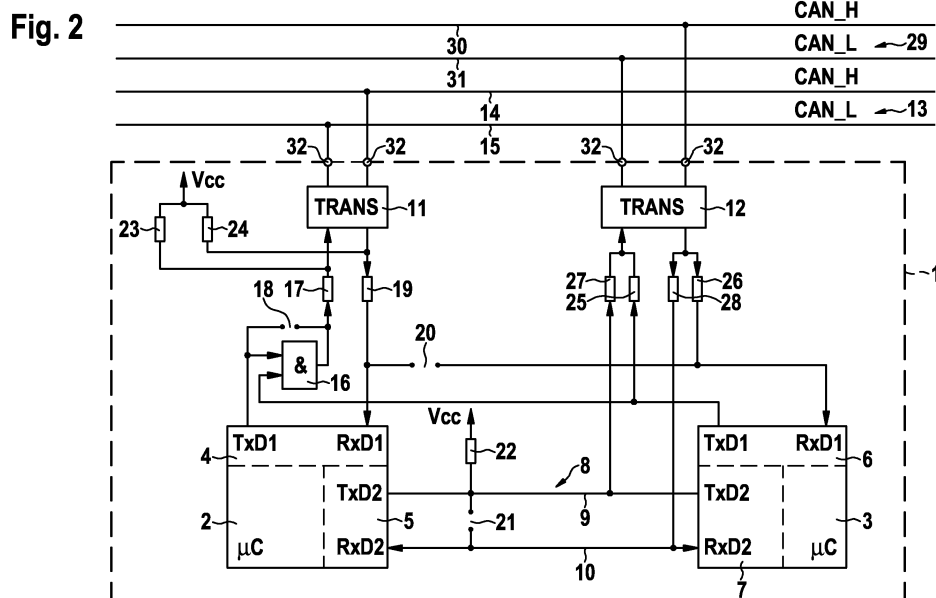 Fig. 2
CAN_H
30
CAN_L 29
31
CAN_H
14
CAN_L 13
15
32 32 32 32
Vcc
TRANS 11
TRANS 12
23 24
17 19
27 26
25 28
18
20
&
16
Vcc
22
TxD1 RxD1
TxD1 RxD1
4
6
8
TxD2
TxD2
2 5
21
9
3
RxD2
RxD2
µC
µC
10
7